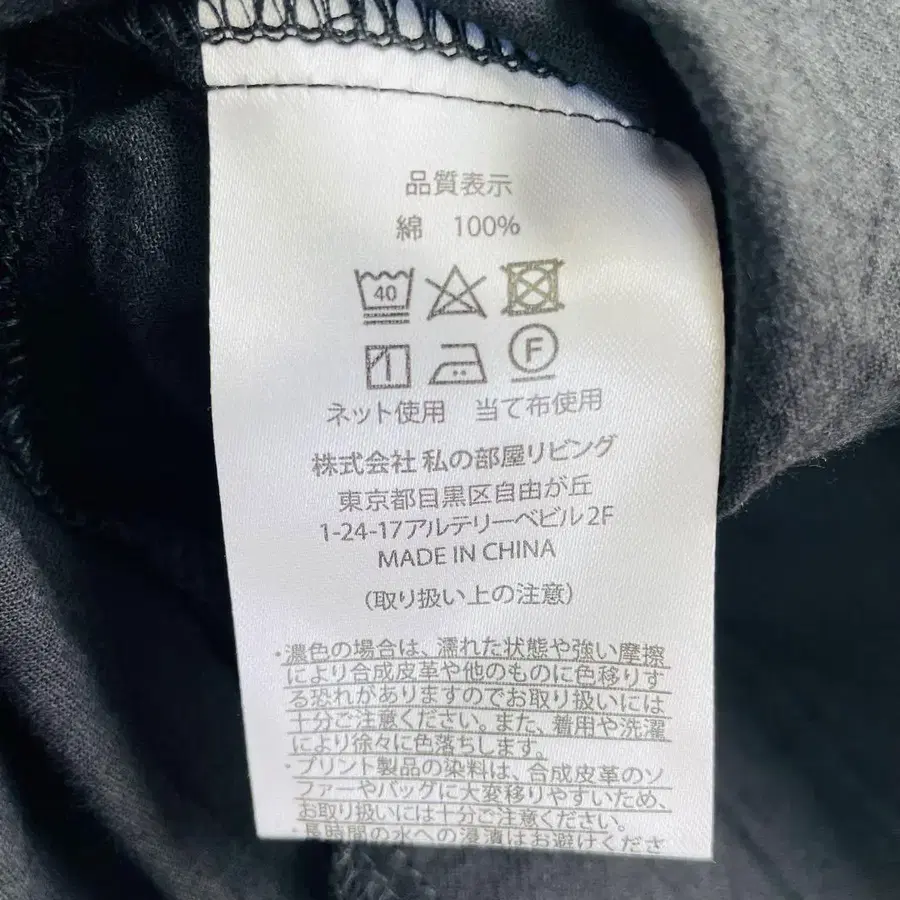 品質表示
綿 100%
40
F
ネット使用 当て布使用
株式会社 私の部屋リビング
東京都目黒区自由が丘
1-24-17アルテリーベビル2F
MADE IN CHINA
（取り扱い上の注意）
・濃色の場合は、濡れた状態や強い摩擦
により合成皮革や他のものに色移りす
る恐れがありますのでお取り扱いには
十分ご注意ください。また、着用や洗濯
により徐々に色落ちします。
・プリント製品の染料は、合成皮革のソ
ファーやバッグに大変移りやすいため、
お取り扱いには十分ご注意ください。
・長時間の水への浸漬はお避けくださ